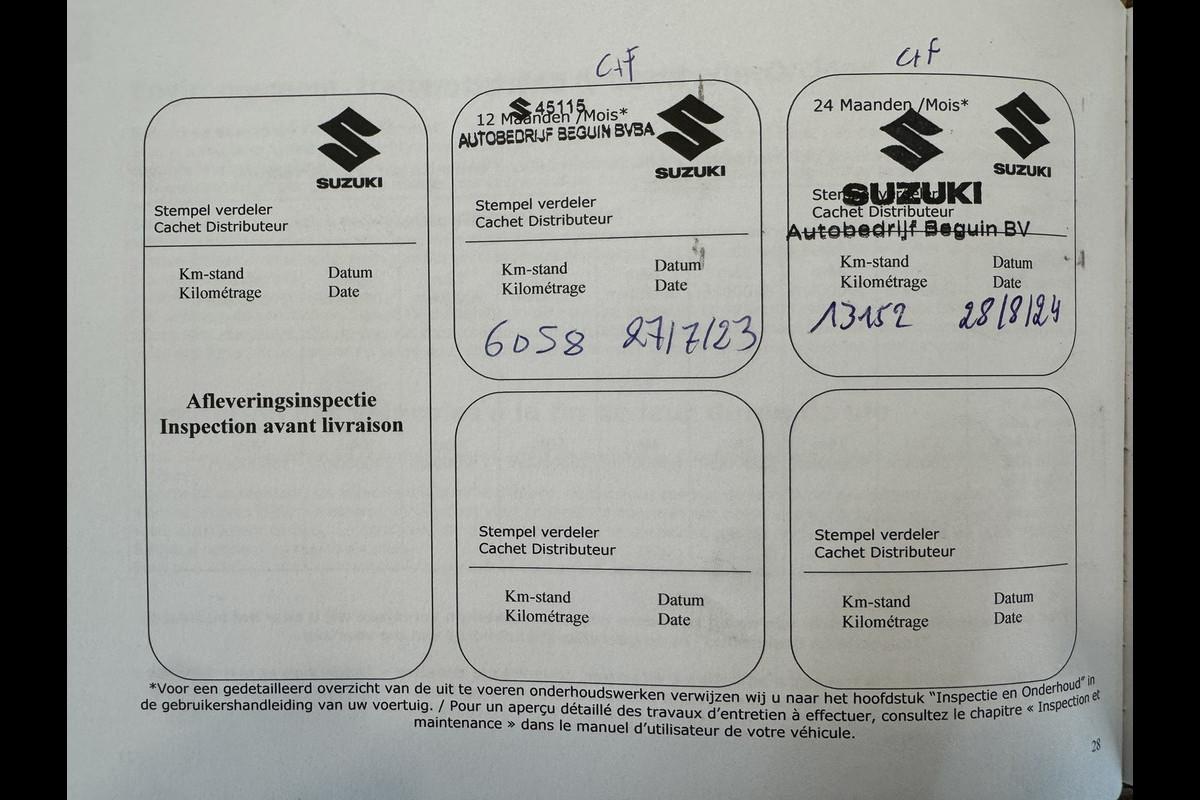 SUZUKI
Stempel verdeler
Cachet Distributeur
Km-stand Datum
Kilométrage Date
Afleveringsinspectie
Inspection avant livraison
C+F
45115
12 Maanden /Mois*
AUTOBEDRIJF BEGUIN BVBA
SUZUKI
Stempel verdeler
Cachet Distributeur
Km-stand Datum
Kilométrage Date
6058 27/7/23
C+F
24 Maanden /Mois*
SUZUKI
SUZUKI
Stempel verdeler
Cachet Distributeur
Autobedrijf Beguin BV
Km-stand Datum
Kilométrage Date
13152 28/8/24
Stempel verdeler
Cachet Distributeur
Km-stand Datum
Kilométrage Date
Stempel verdeler
Cachet Distributeur
Km-stand Datum
Kilométrage Date
*Voor een gedetailleerd overzicht van de uit te voeren onderhoudswerken verwijzen wij u naar het hoofdstuk "Inspectie en Onderhoud" in
de gebruikershandleiding van uw voertuig. / Pour un aperçu détaillé des travaux d'entretien à effectuer, consultez le chapitre « Inspection et
maintenance » dans le manuel d'utilisateur de votre véhicule.
28